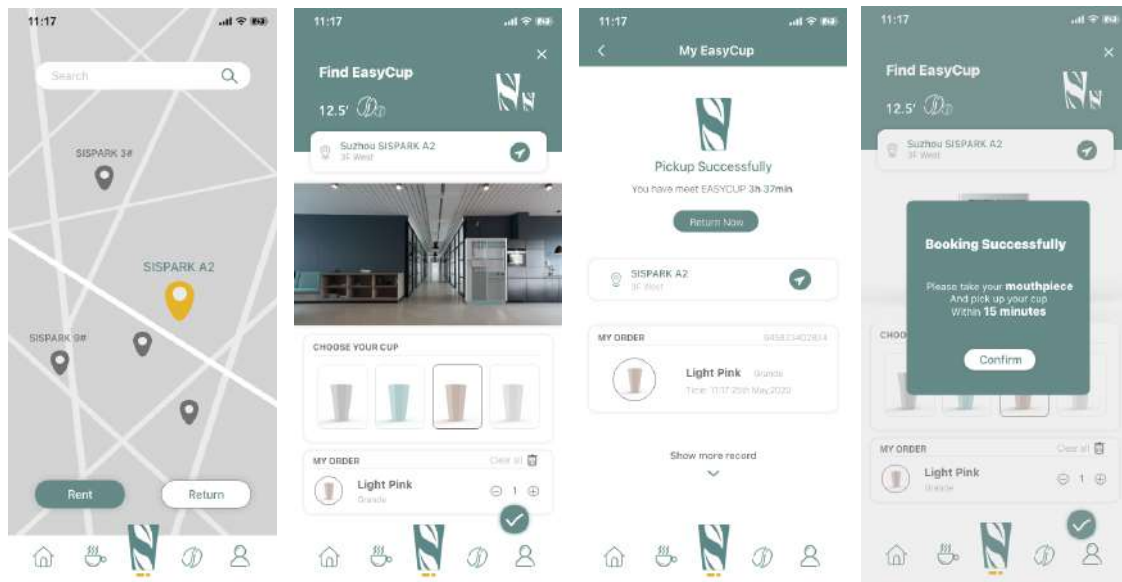 11:17
Search
SISPARK 3#
SISPARK A2
SISPARK 9#
Rent
Return
11:17
Find EasyCup
12.5'
Suzhou SISPARK A2
3F West
CHOOSE YOUR CUP
MY ORDER
Clear all
Light Pink
Grande
1
11:17
My EasyCup
Pickup Successfully
You have meet EASYCUP 3h 37min
Return Now
SISPARK A2
3F West
MY ORDER
Light Pink Grande
Time: 11:17 25th May,2020
Show more record
11:17
Find EasyCup
12.5'
Suzhou SISPARK A2
3F West
Booking Successfully
Please take your mouthpiece
And pick up your cup
Within 15 minutes
Confirm
CHOO
MY ORDER
Clear all
Light Pink
Grande
1